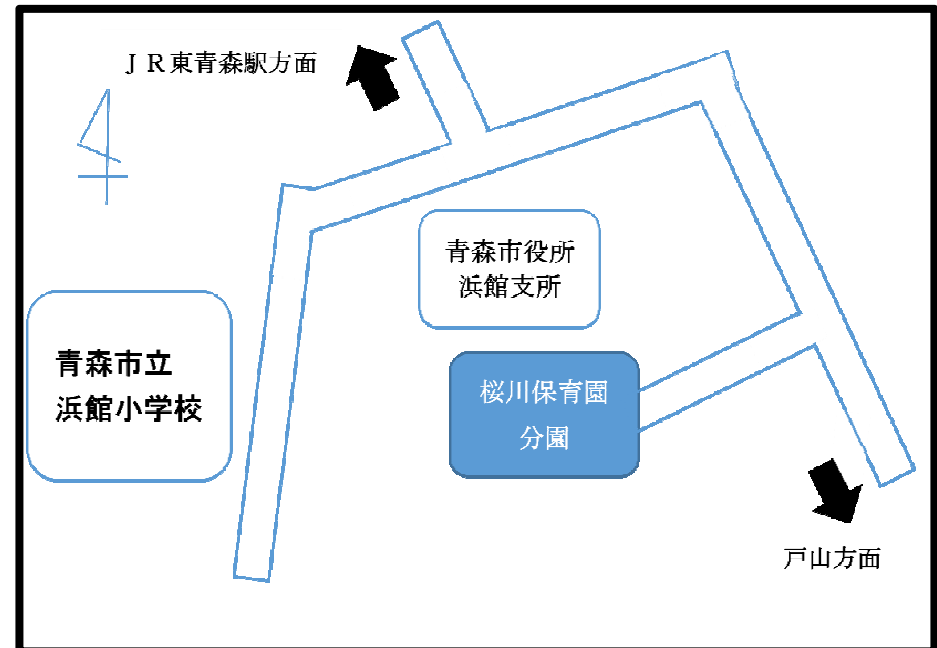 ＪＲ東青森駅方面
青森市役所
浜館支所
青森市立
浜館小学校
桜川保育園
分園
戸山方面